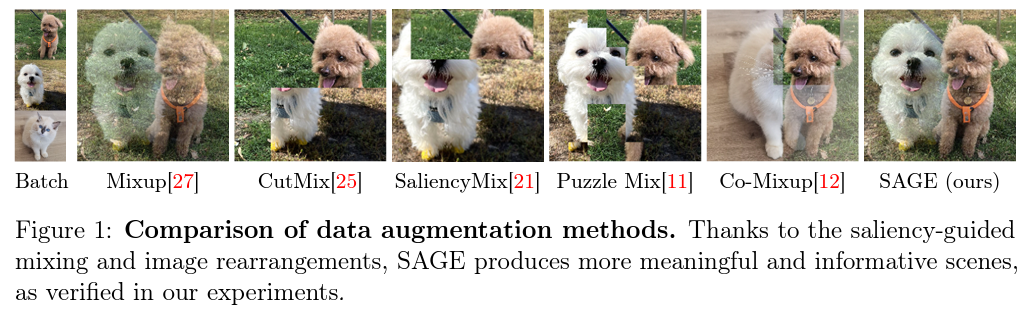 Batch Mixup[27] CutMix[25] SaliencyMix[21] Puzzle Mix[11] Co-Mixup[12] SAGE (ours)
Figure 1: Comparison of data augmentation methods. Thanks to the saliency-guided
mixing and image rearrangements, SAGE produces more meaningful and informative scenes,
as verified in our experiments.